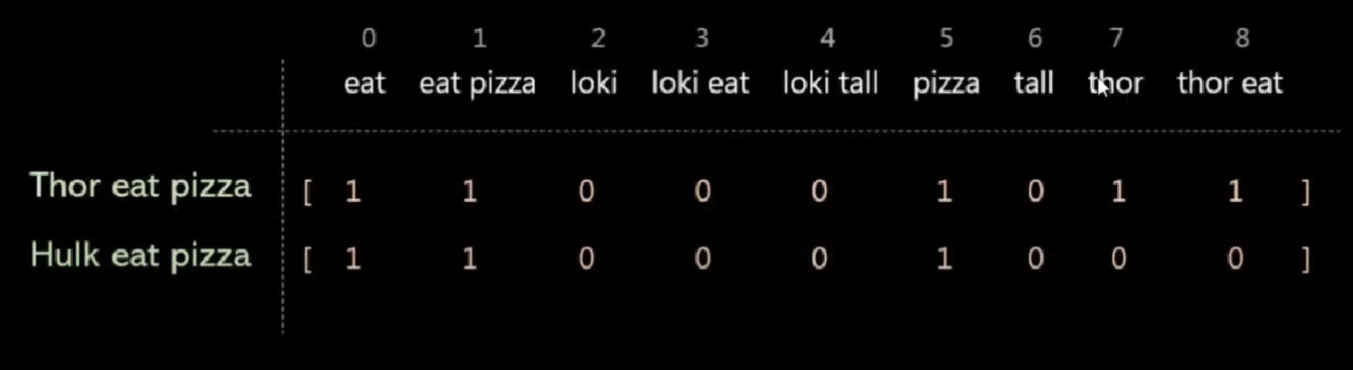 0 1 2 3 4 5 6 7 8
eat eat pizza loki loki eat loki tall pizza tall thor thor eat
Thor eat pizza [ 1 1 0 0 0 1 0 1 1 ]
Hulk eat pizza [ 1 1 0 0 0 1 0 0 0 ]